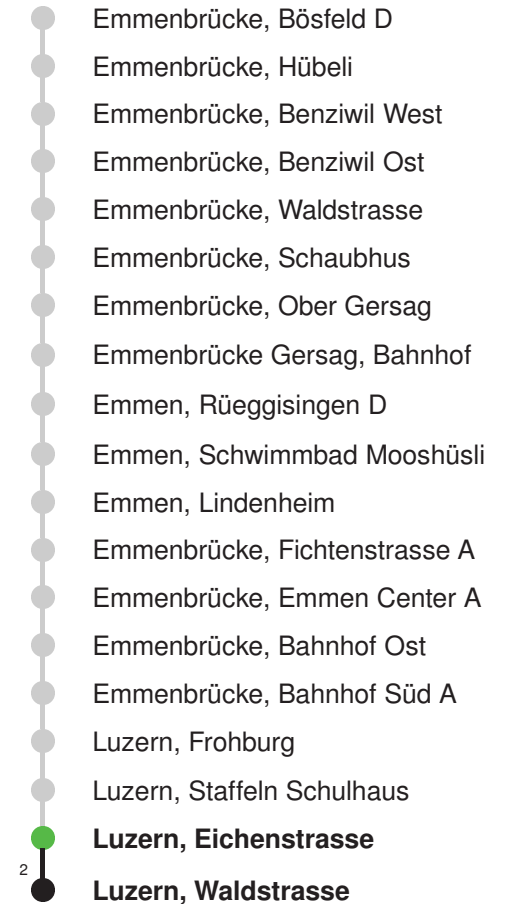 Emmenbrücke, Bösfeld D
Emmenbrücke, Hübeli
Emmenbrücke, Benziwil West
Emmenbrücke, Benziwil Ost
Emmenbrücke, Waldstrasse
Emmenbrücke, Schaubhus
Emmenbrücke, Ober Gersag
Emmenbrücke Gersag, Bahnhof
Emmen, Rüeggisingen D
Emmen, Schwimmbad Mooshüsli
Emmen, Lindenheim
Emmenbrücke, Fichtenstrasse A
Emmenbrücke, Emmen Center A
Emmenbrücke, Bahnhof Ost
Emmenbrücke, Bahnhof Süd A
Luzern, Frohburg
Luzern, Staffeln Schulhaus
Luzern, Eichenstrasse
2
Luzern, Waldstrasse